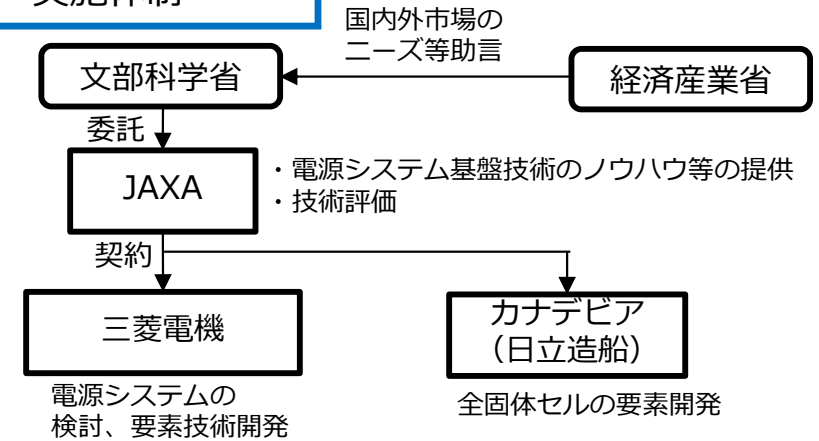 実施体制
国内外市場の
ニーズ等助言
文部科学省
経済産業省
委託
JAXA
・電源システム基盤技術のノウハウ等の提供
・技術評価
契約
三菱電機
カナデビア
（日立造船）
電源システムの
検討、要素技術開発
全固体セルの要素開発